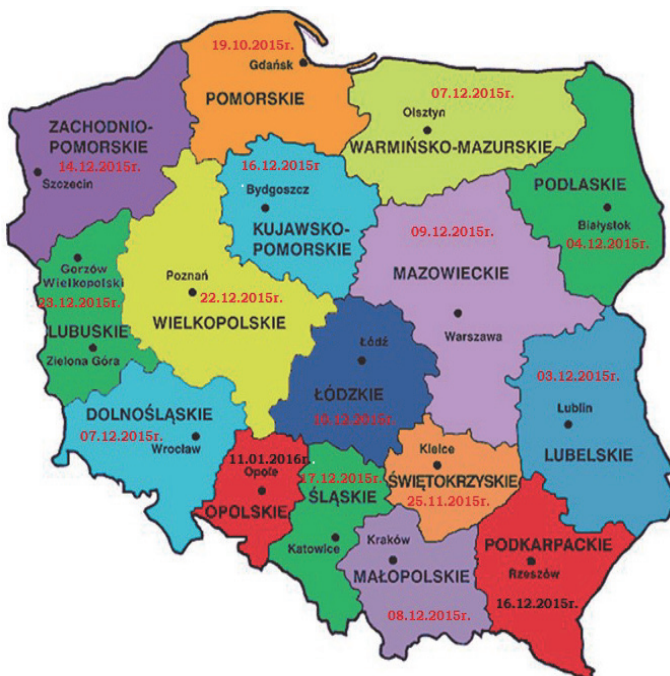 19.10.2015r.
Gdańsk
POMORSKIE
07.12.2015r.
Olsztyn
WARMIŃSKO-MAZURSKIE
ZACHODNIO-
POMORSKIE
14.12.2015r.
Szczecin
16.12.2015r
Bydgoszcz
KUJAWSKO-
POMORSKIE
PODLASKIE
Białystok
04.12.2015r.
09.12.2015r.
MAZOWIECKIE
Warszawa
Gorzów
Wielkopolski
23.12.2015r.
LUBUSKIE
Zielona Góra
Poznań
22.12.2015r.
WIELKOPOLSKIE
Łódź
ŁÓDZKIE
03.12.2015r.
Lublin
LUBELSKIE
DOLNOŚLĄSKIE
07.12.2015r.
Wrocław
11.01.2016r.
Opole
OPOLSKIE
17.12.2015r.
ŚLĄSKIE
Katowice
Kielce
ŚWIĘTOKRZYSKIE
25.11.2015r.
Kraków
MAŁOPOLSKIE
08.12.2015r.
PODKARPACKIE
Rzeszów
16.12.2015r.